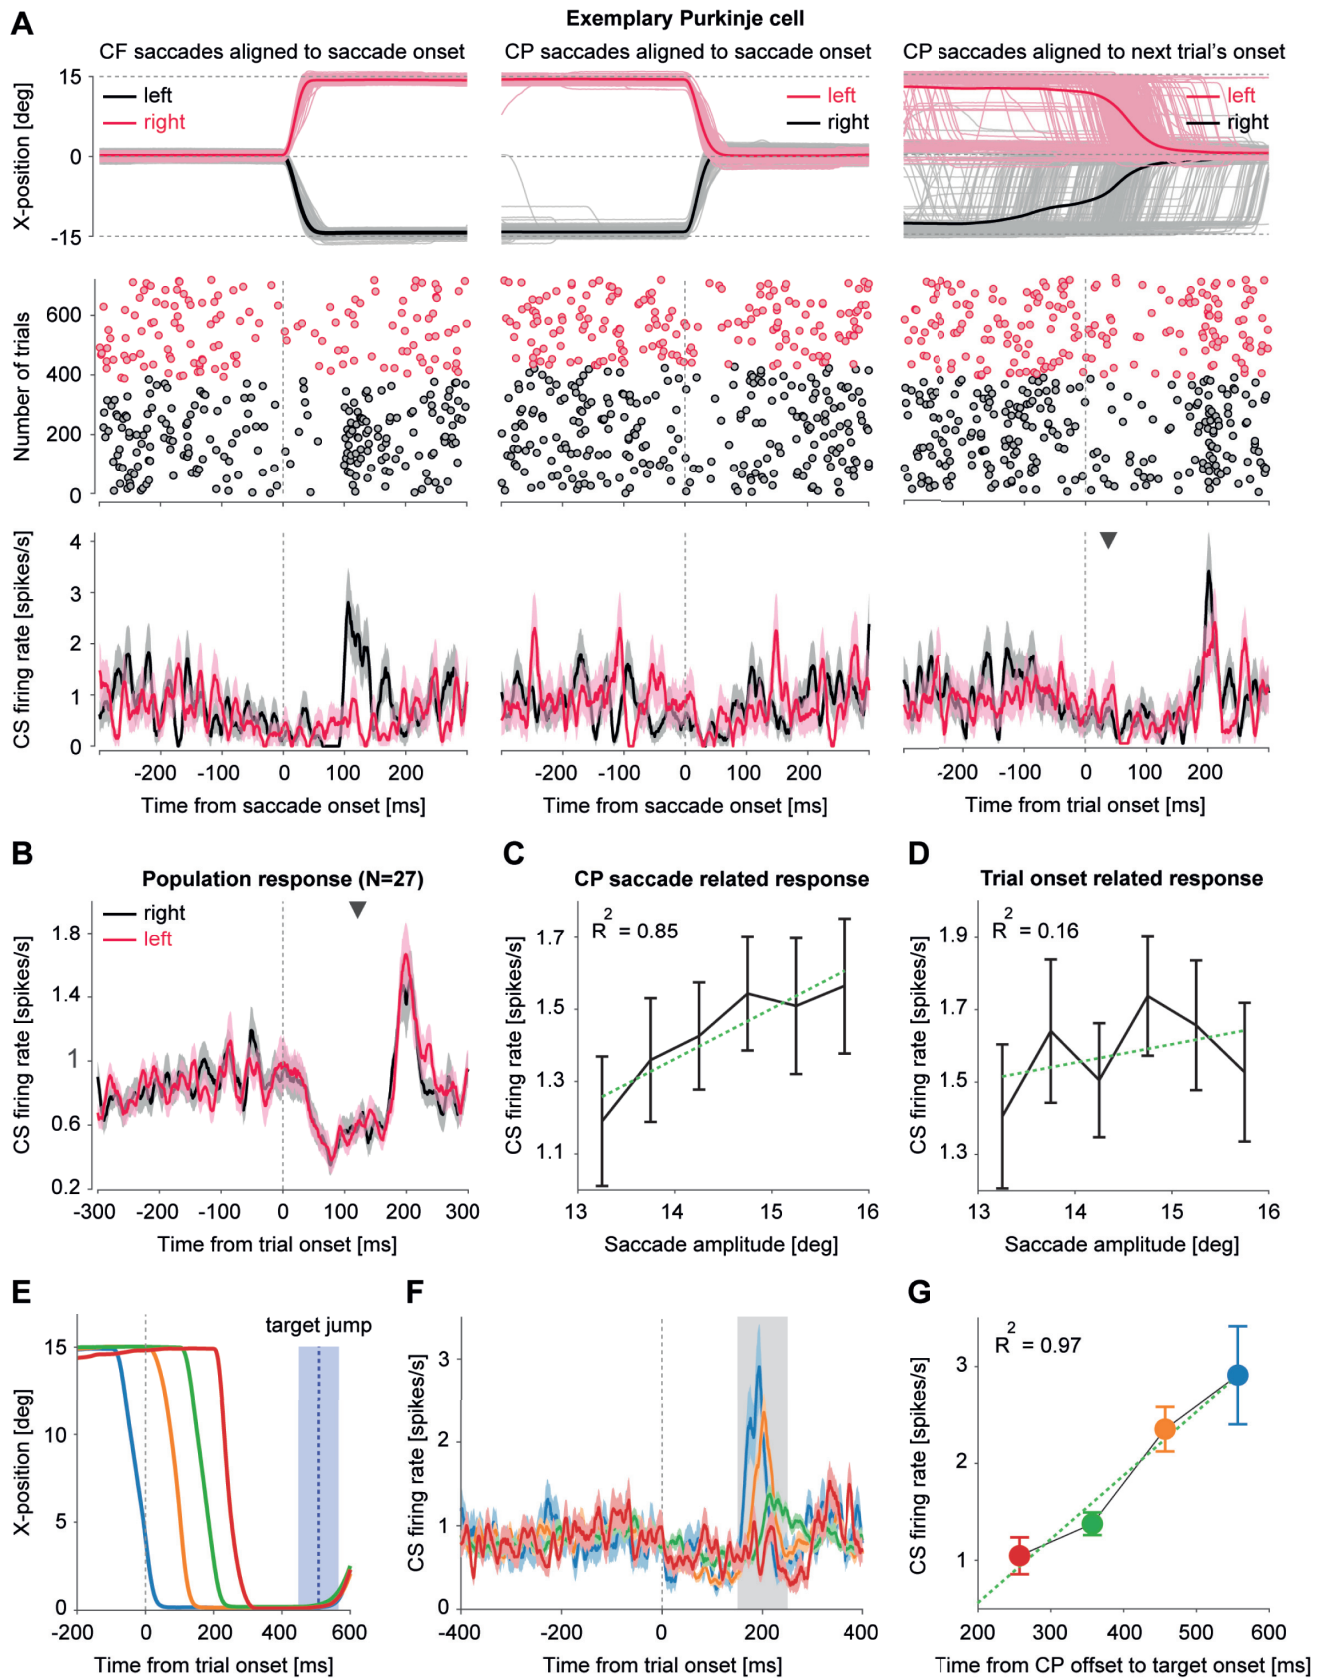 A
Exemplary Purkinje cell
CF saccades aligned to saccade onset
CP saccades aligned to saccade onset
CP saccades aligned to next trial's onset
X-position [deg]
15
0
-15
left
right
left
right
left
right
Number of trials
600
400
200
0
CS firing rate [spikes/s]
4
3
2
1
0
-200 -100 0 100 200
-200 -100 0 100 200
-200 -100 0 100 200
Time from saccade onset [ms]
Time from saccade onset [ms]
Time from trial onset [ms]
B
Population response (N=27)
right
left
CS firing rate [spikes/s]
1.8
1.4
1
0.6
0.2
-300 -200 -100 0 100 200 300
Time from trial onset [ms]
C
CP saccade related response
R2 = 0.85
CS firing rate [spikes/s]
1.7
1.5
1.3
1.1
13 14 15 16
Saccade amplitude [deg]
D
Trial onset related response
R2 = 0.16
CS firing rate [spikes/s]
1.9
1.7
1.5
1.3
13 14 15 16
Saccade amplitude [deg]
E
target jump
X-position [deg]
15
10
5
0
-200 0 200 400 600
Time from trial onset [ms]
F
CS firing rate [spikes/s]
3
2
1
0
-400 -200 0 200 400
Time from trial onset [ms]
G
R2 = 0.97
CS firing rate [spikes/s]
3
2
1
200 300 400 500 600
Time from CP offset to target onset [ms]